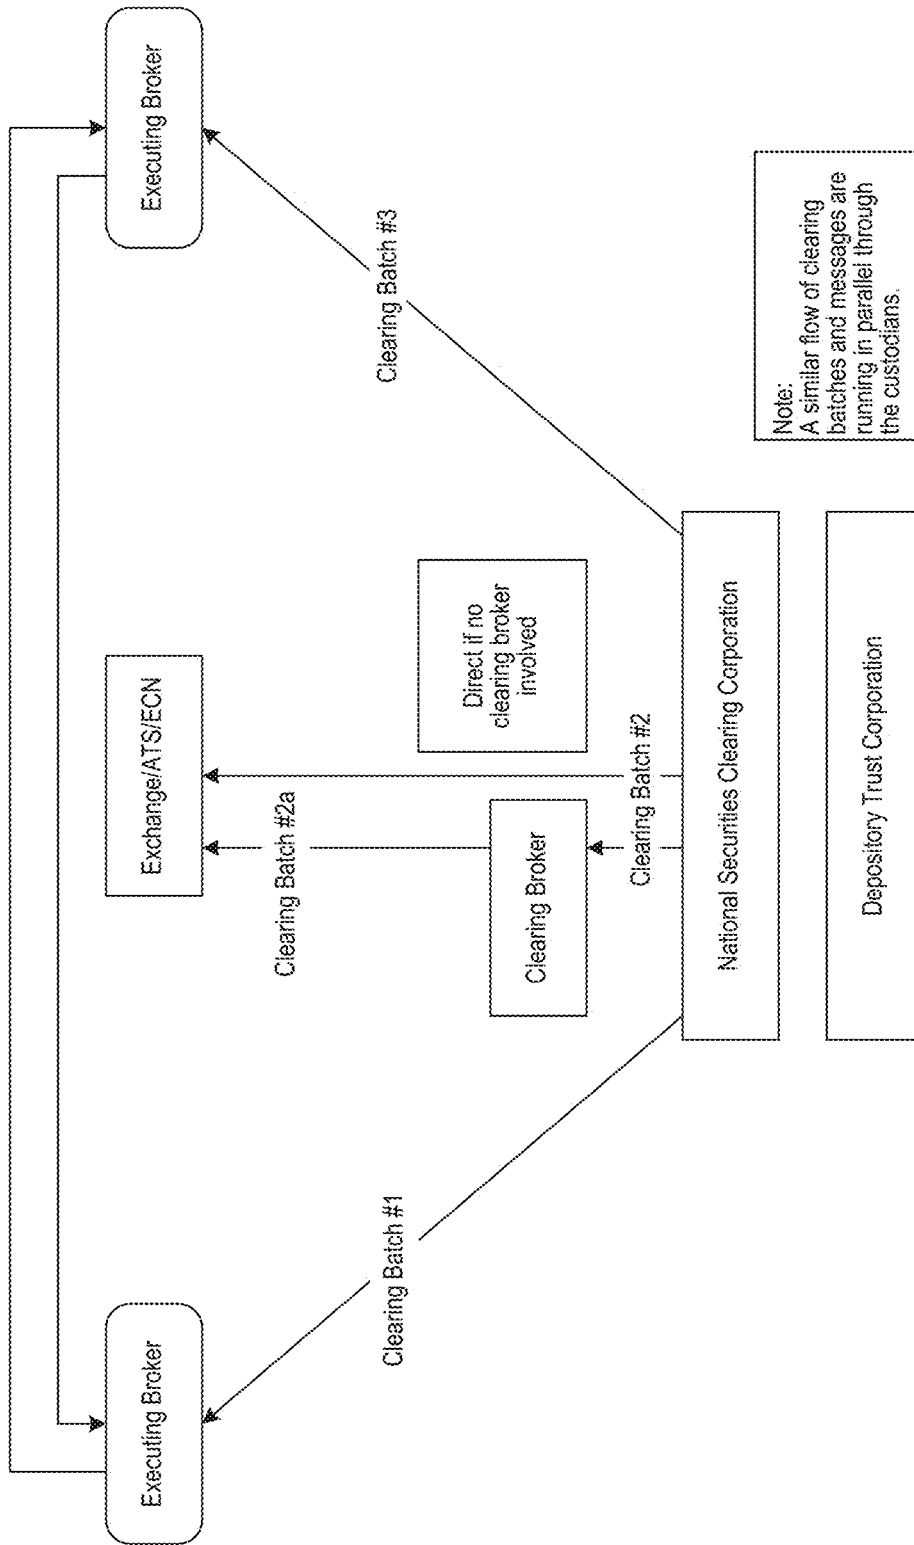 Executing Broker
Exchange/ATS/ECN
Executing Broker
Clearing Batch #2a
Clearing Batch #1
Clearing Batch #3
Direct if no
clearing broker
involved
Clearing Broker
Clearing Batch #2
National Securities Clearing Corporation
Depository Trust Corporation
Note:
A similar flow of clearing
batches and messages are
running in parallel through
the custodians.